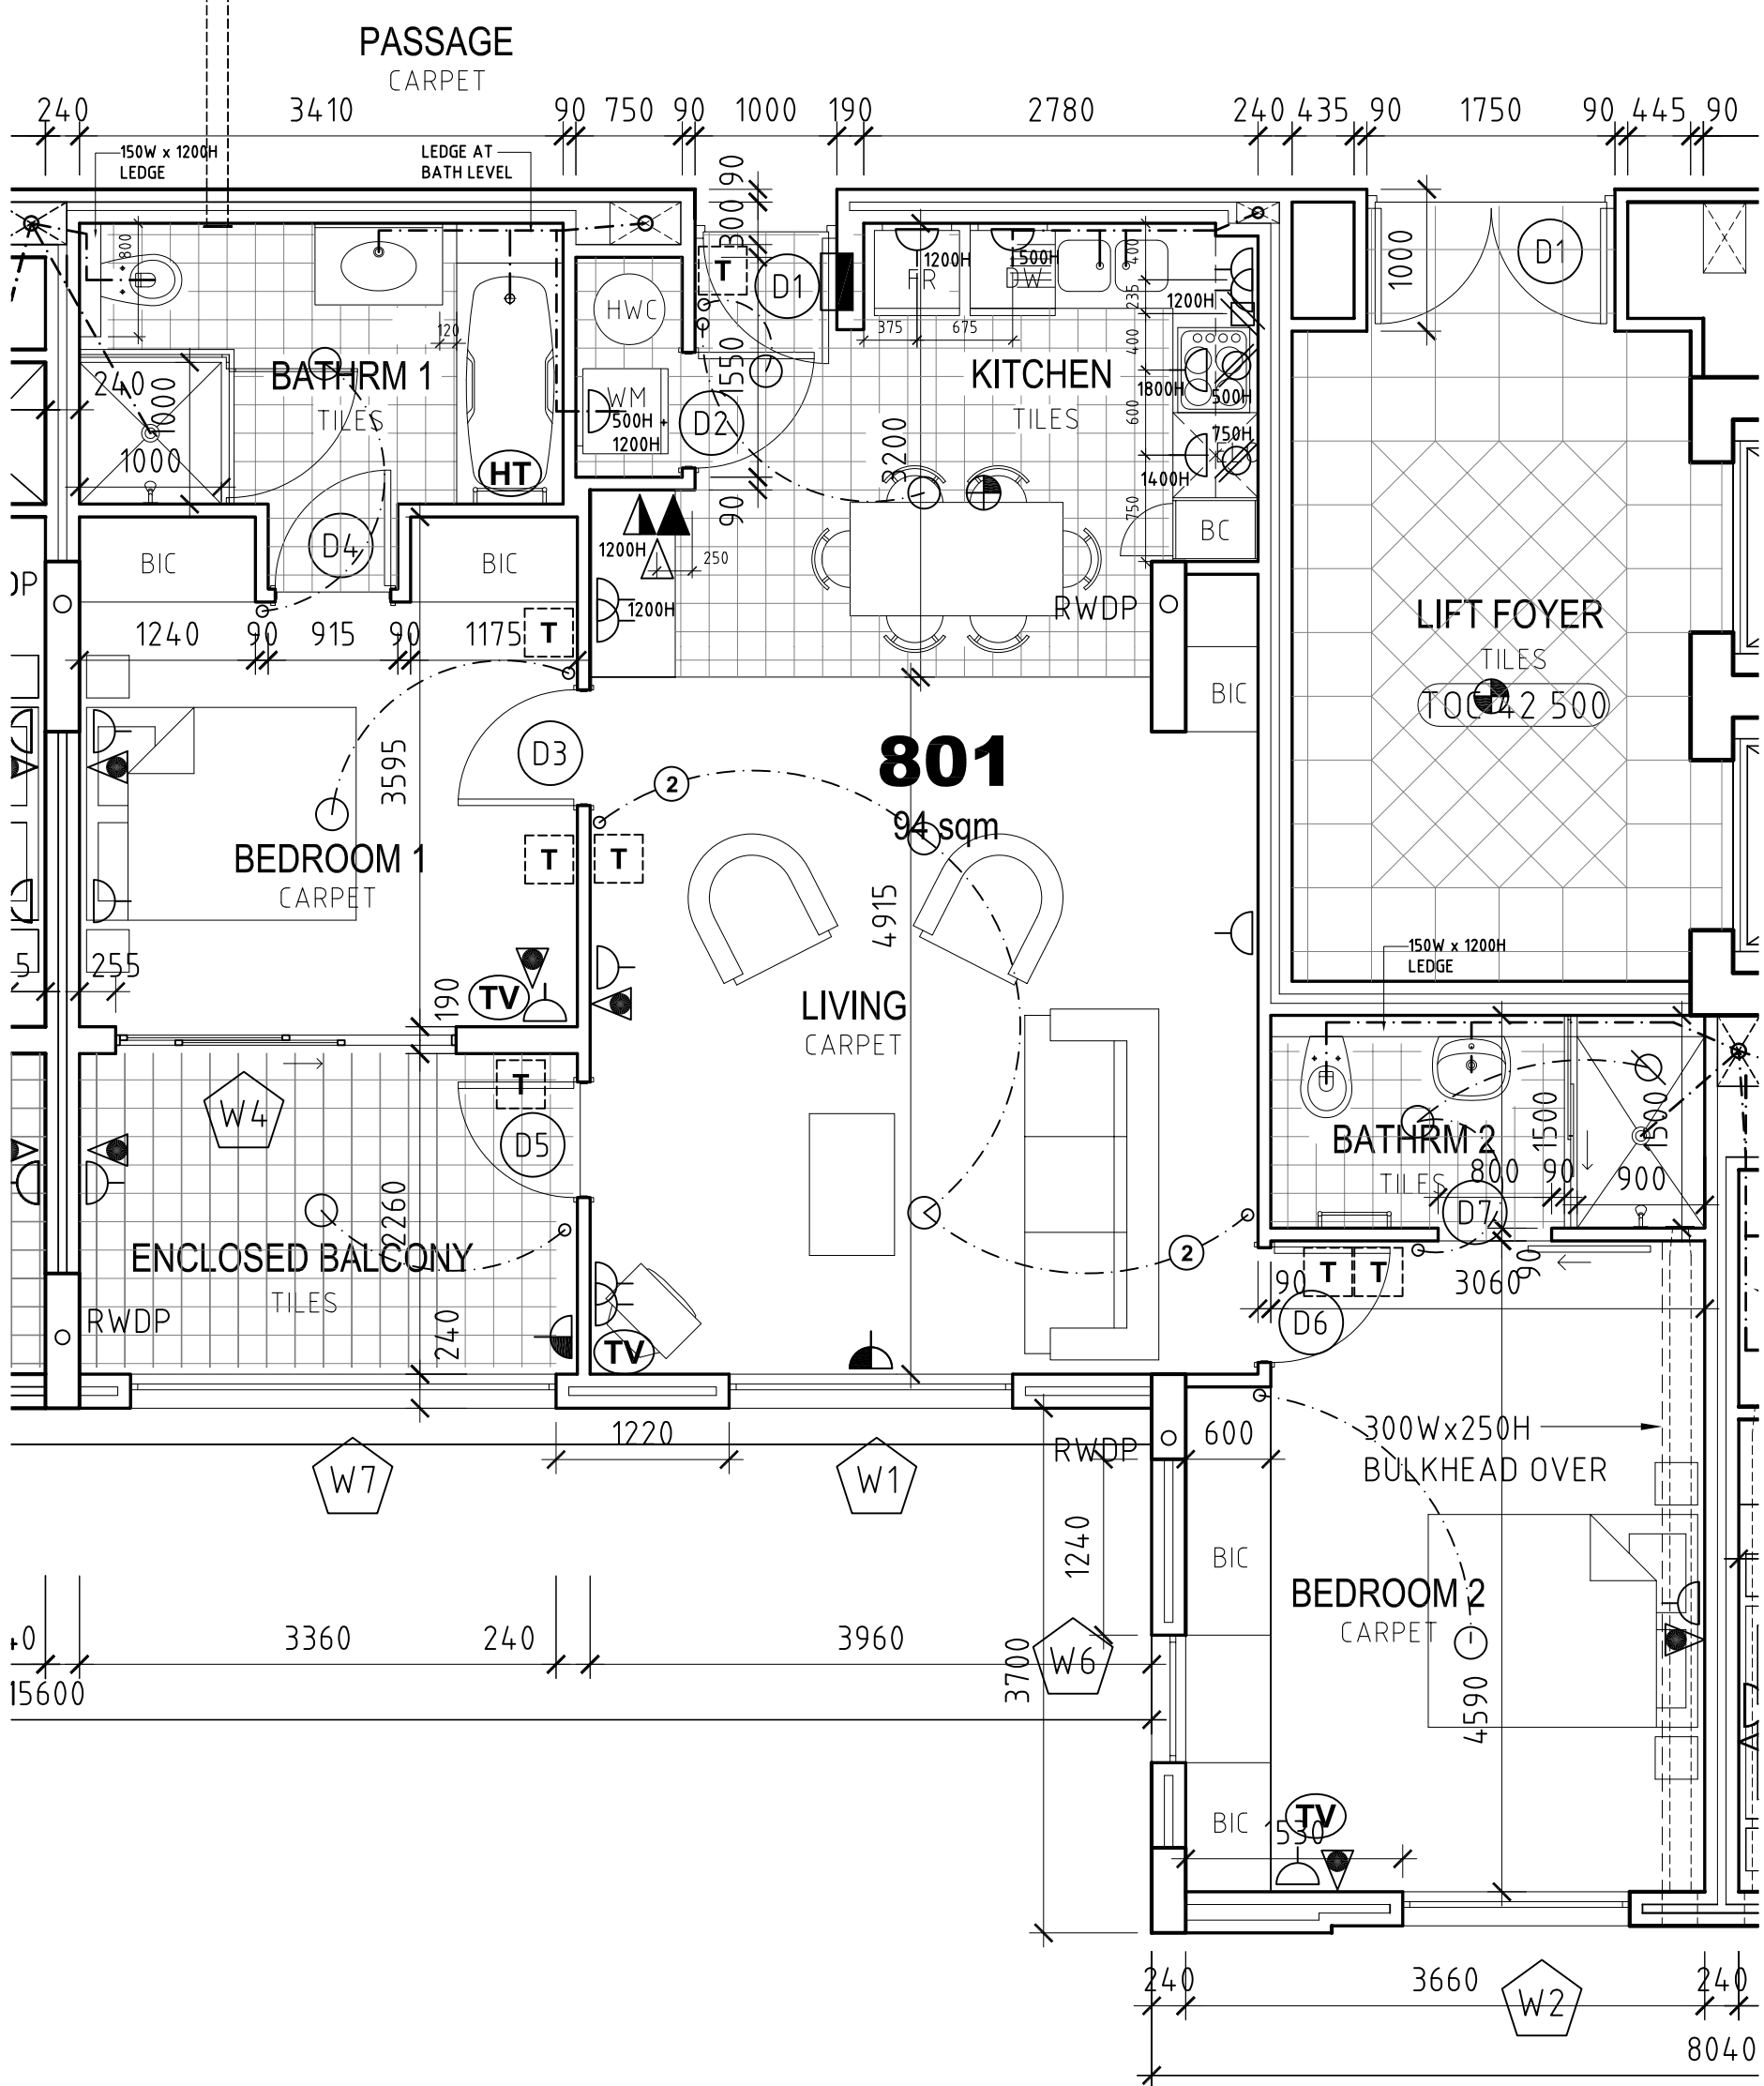 PASSAGE
CARPET
240 3410 90 750 90 1000 190 2780 240 435 90 1750 90 445 90
150W x 1200H
LEDGE
LEDGE AT
BATH LEVEL
90
300
1550
90
800
120
BATHRM 1
TILES
240
1000
1000
HT
HWC
WM
500H +
1200H
T
D1
D2
FR
1200H
DW
500H
375 675
KITCHEN
TILES
3200
400
235
400
600
750
1200H
1800H
500H
750H
1400H
BC
1000
D1
BIC
D4
BIC
1240 90 915 90 1175
T
1200H
250
1200H
RWDP
BIC
LIFT FOYER
TILES
TOC 42 500
D3
3595
BEDROOM 1
CARPET
T
T
2
801
94 sqm
4915
LIVING
CARPET
5
255
190
TV
150W x 1200H
LEDGE
W4
T
D5
2260
ENCLOSED BALCONY
TILES
RWDP
240
TV
BATHRM 2
TILES
1500
1500
800 90 900
D7
2
T
T
90
3060
90
D6
1220
W7
W1
RWDP
600
300Wx250H
BULKHEAD OVER
1240
BIC
BEDROOM 2
CARPET
3360 240 3960
3700
W6
4590
15600
BIC
TV
530
240 3660 240
W2
8040